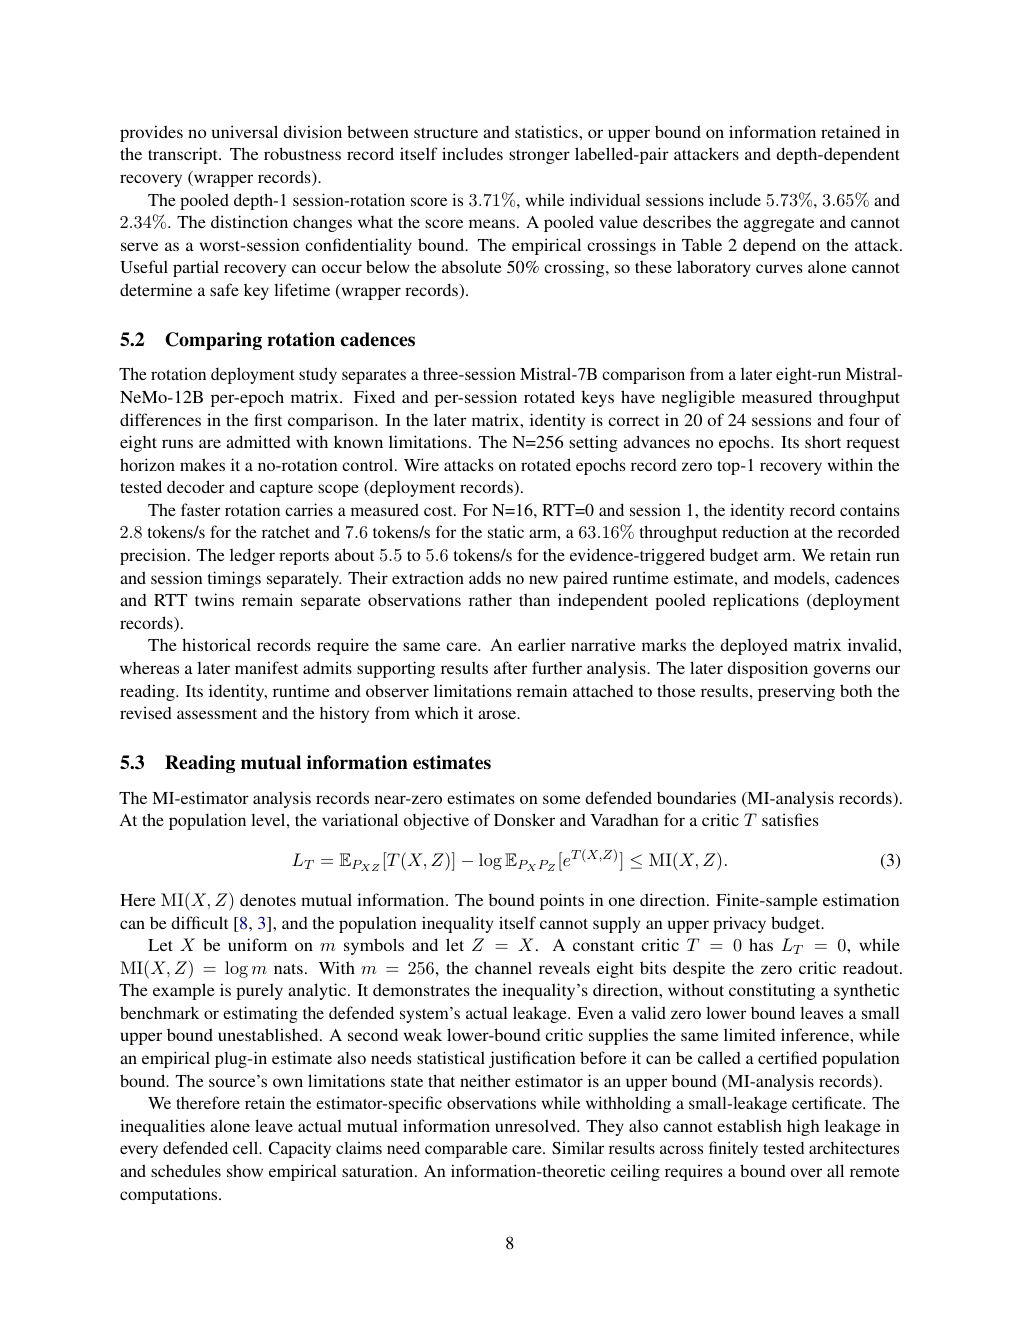 provides no universal division between structure and statistics, or upper bound on information retained in
the transcript. The robustness record itself includes stronger labelled-pair attackers and depth-dependent
recovery (wrapper records).
The pooled depth-1 session-rotation score is 3.71%, while individual sessions include 5.73%, 3.65% and
2.34%. The distinction changes what the score means. A pooled value describes the aggregate and cannot
serve as a worst-session confidentiality bound. The empirical crossings in Table 2 depend on the attack.
Useful partial recovery can occur below the absolute 50% crossing, so these laboratory curves alone cannot
determine a safe key lifetime (wrapper records).
5.2 Comparing rotation cadences
The rotation deployment study separates a three-session Mistral-7B comparison from a later eight-run Mistral-
NeMo-12B per-epoch matrix. Fixed and per-session rotated keys have negligible measured throughput
differences in the first comparison. In the later matrix, identity is correct in 20 of 24 sessions and four of
eight runs are admitted with known limitations. The N=256 setting advances no epochs. Its short request
horizon makes it a no-rotation control. Wire attacks on rotated epochs record zero top-1 recovery within the
tested decoder and capture scope (deployment records).
The faster rotation carries a measured cost. For N=16, RTT=0 and session 1, the identity record contains
2.8 tokens/s for the ratchet and 7.6 tokens/s for the static arm, a 63.16% throughput reduction at the recorded
precision. The ledger reports about 5.5 to 5.6 tokens/s for the evidence-triggered budget arm. We retain run
and session timings separately. Their extraction adds no new paired runtime estimate, and models, cadences
and RTT twins remain separate observations rather than independent pooled replications (deployment
records).
The historical records require the same care. An earlier narrative marks the deployed matrix invalid,
whereas a later manifest admits supporting results after further analysis. The later disposition governs our
reading. Its identity, runtime and observer limitations remain attached to those results, preserving both the
revised assessment and the history from which it arose.
5.3 Reading mutual information estimates
The MI-estimator analysis records near-zero estimates on some defended boundaries (MI-analysis records).
At the population level, the variational objective of Donsker and Varadhan for a critic T satisfies
L_T = 𝔼_{P_{XZ}}[T(X, Z)] − log 𝔼_{P_X P_Z}[e^{T(X,Z)}] ≤ MI(X, Z). (3)
Here MI(X, Z) denotes mutual information. The bound points in one direction. Finite-sample estimation
can be difficult [8, 3], and the population inequality itself cannot supply an upper privacy budget.
Let X be uniform on m symbols and let Z = X. A constant critic T = 0 has L_T = 0, while
MI(X, Z) = log m nats. With m = 256, the channel reveals eight bits despite the zero critic readout.
The example is purely analytic. It demonstrates the inequality's direction, without constituting a synthetic
benchmark or estimating the defended system's actual leakage. Even a valid zero lower bound leaves a small
upper bound unestablished. A second weak lower-bound critic supplies the same limited inference, while
an empirical plug-in estimate also needs statistical justification before it can be called a certified population
bound. The source's own limitations state that neither estimator is an upper bound (MI-analysis records).
We therefore retain the estimator-specific observations while withholding a small-leakage certificate. The
inequalities alone leave actual mutual information unresolved. They also cannot establish high leakage in
every defended cell. Capacity claims need comparable care. Similar results across finitely tested architectures
and schedules show empirical saturation. An information-theoretic ceiling requires a bound over all remote
computations.
8